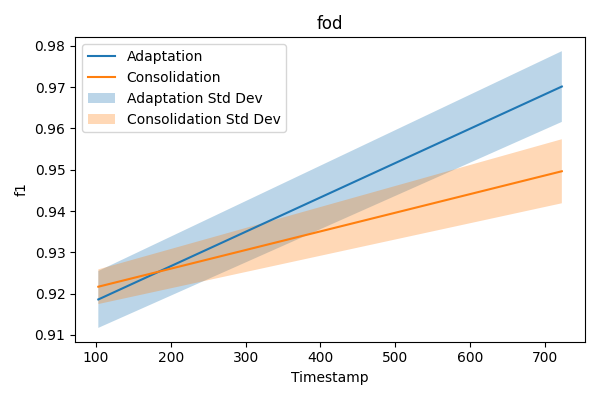 fod
0.98
0.97
0.96
0.95
0.94
0.93
0.92
0.91
f1
Adaptation
Consolidation
Adaptation Std Dev
Consolidation Std Dev
100 200 300 400 500 600 700
Timestamp